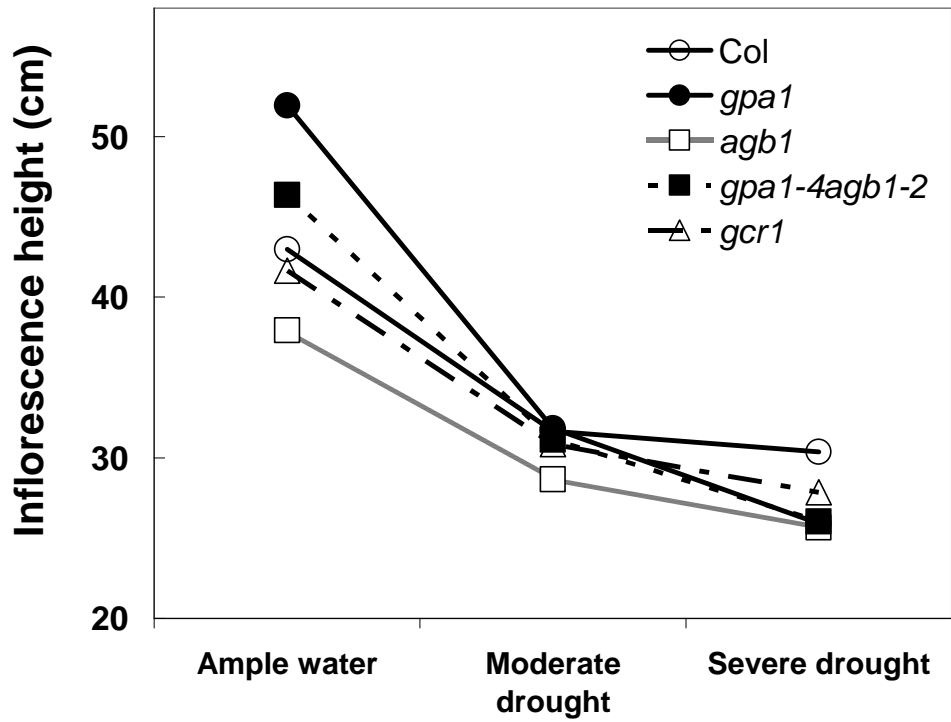 Inflorescence height (cm)
50
40
30
20
Col
gpa1
agb1
gpa1-4agb1-2
gcr1
Ample water
Moderate
drought
Severe drought